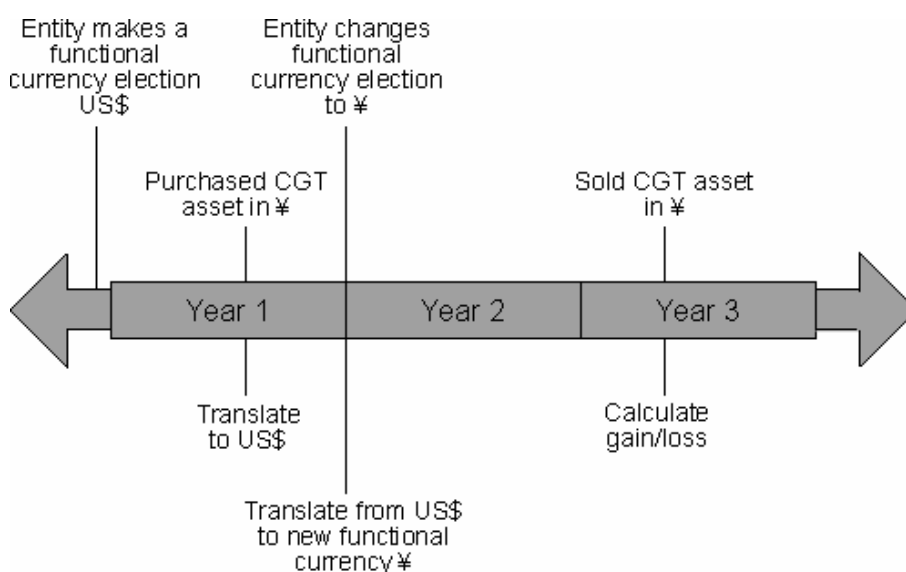 Entity makes a
functional
currency election
US$
Entity changes
functional
currency election
to ¥
Purchased CGT
asset in ¥
Sold CGT asset
in ¥
Year 1
Year 2
Year 3
Translate
to US$
Calculate
gain/loss
Translate from US$
to new functional
currency ¥